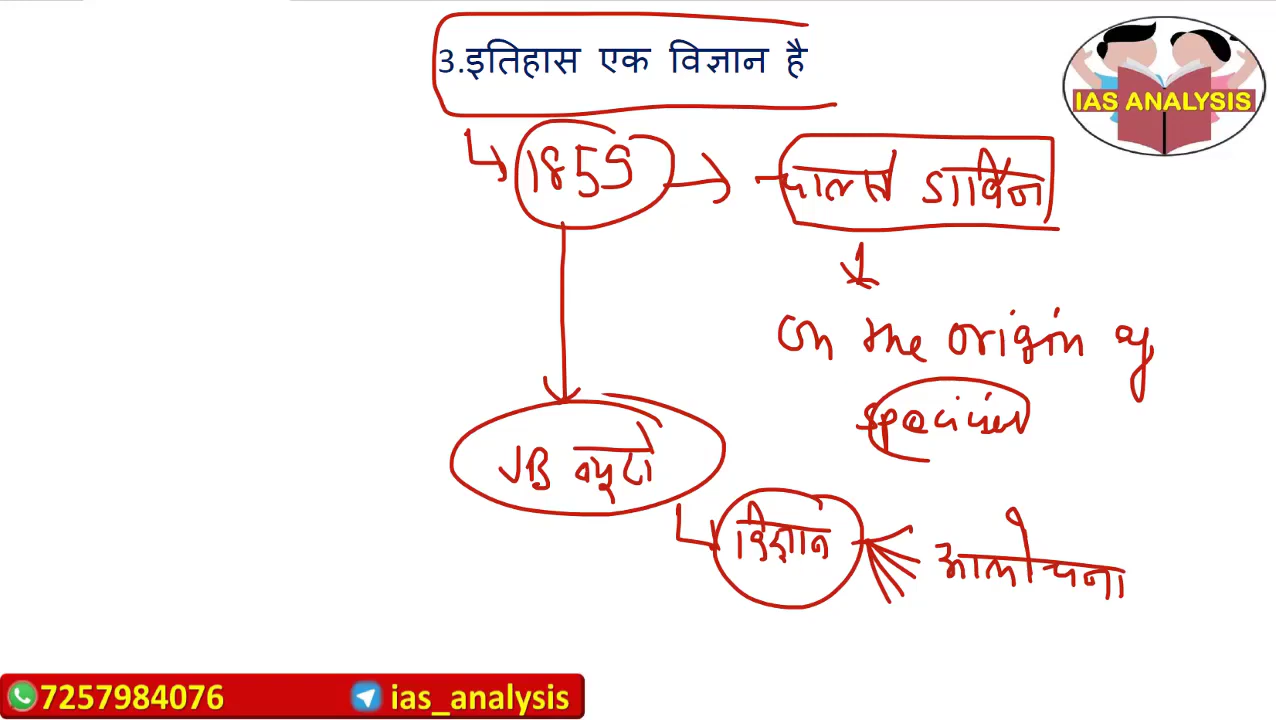 3.इतिहास एक विज्ञान है
IAS ANALYSIS
1859
चार्ल्स डार्विन
on the origin of
species
JB ब्यूरी
विज्ञान
आलोचना
7257984076 ias_analysis